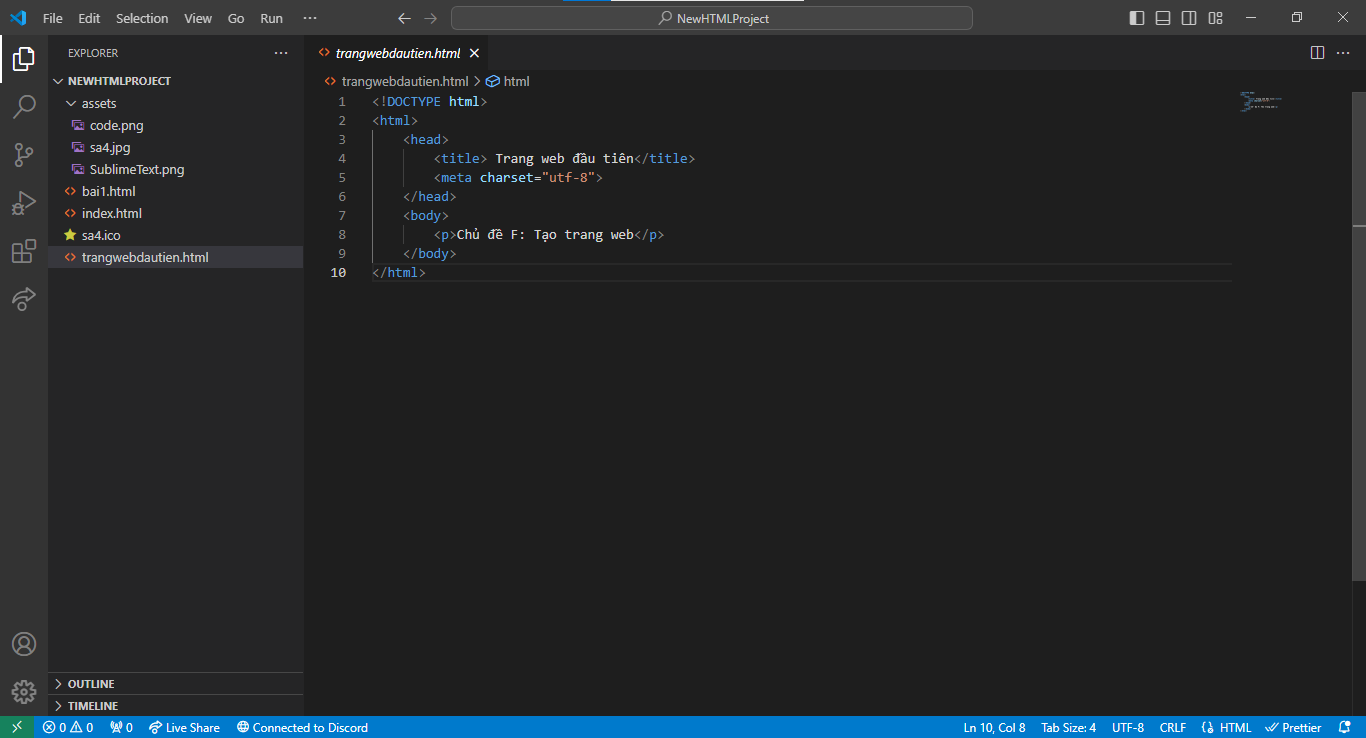 File Edit Selection View Go Run ··· NewHTMLProject
EXPLORER ···
NEWHTMLPROJECT
assets
code.png
sa4.jpg
SublimeText.png
bai1.html
index.html
sa4.ico
trangwebdautien.html
OUTLINE
TIMELINE
trangwebdautien.html
trangwebdautien.html > html
1 <!DOCTYPE html>
2 <html>
3 <head>
4 <title> Trang web đầu tiên</title>
5 <meta charset="utf-8">
6 </head>
7 <body>
8 <p>Chủ đề F: Tạo trang web</p>
9 </body>
10 </html>
0 0 0 Live Share Connected to Discord Ln 10, Col 8 Tab Size: 4 UTF-8 CRLF HTML Prettier